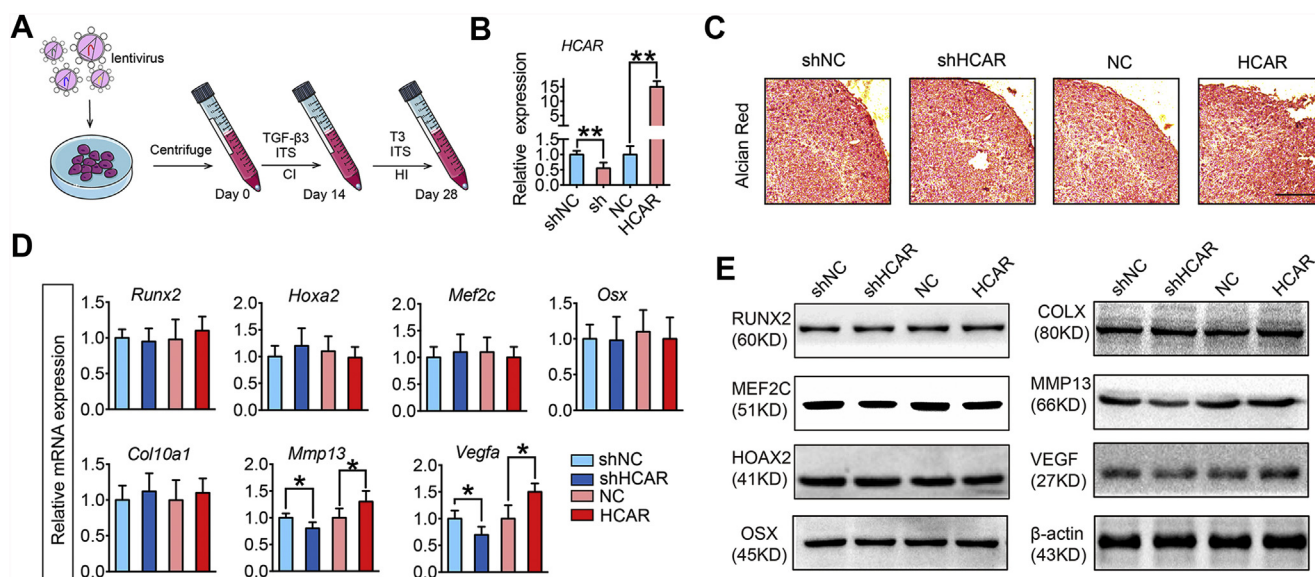 A
lentivirus
Centrifuge
TGF-β3
ITS
CI
T3
ITS
HI
Day 0
Day 14
Day 28
B
HCAR
Relative expression
15
10
5
1.0
0.5
0.0
**
**
shNC
sh
NC
HCAR
C
shNC
shHCAR
NC
HCAR
Alcian Red
D
Relative mRNA expression
Runx2
1.5
1.0
0.5
0.0
Hoxa2
2.0
1.5
1.0
0.5
0.0
Mef2c
2.0
1.5
1.0
0.5
0.0
Osx
1.5
1.0
0.5
0.0
Col10a1
1.5
1.0
0.5
0.0
Mmp13
2.0
1.5
1.0
0.5
0.0
*
*
Vegfa
2.0
1.5
1.0
0.5
0.0
*
*
shNC
shHCAR
NC
HCAR
E
shNC
shHCAR
NC
HCAR
RUNX2
(60KD)
MEF2C
(51KD)
HOAX2
(41KD)
OSX
(45KD)
shNC
shHCAR
NC
HCAR
COLX
(80KD)
MMP13
(66KD)
VEGF
(27KD)
β-actin
(43KD)